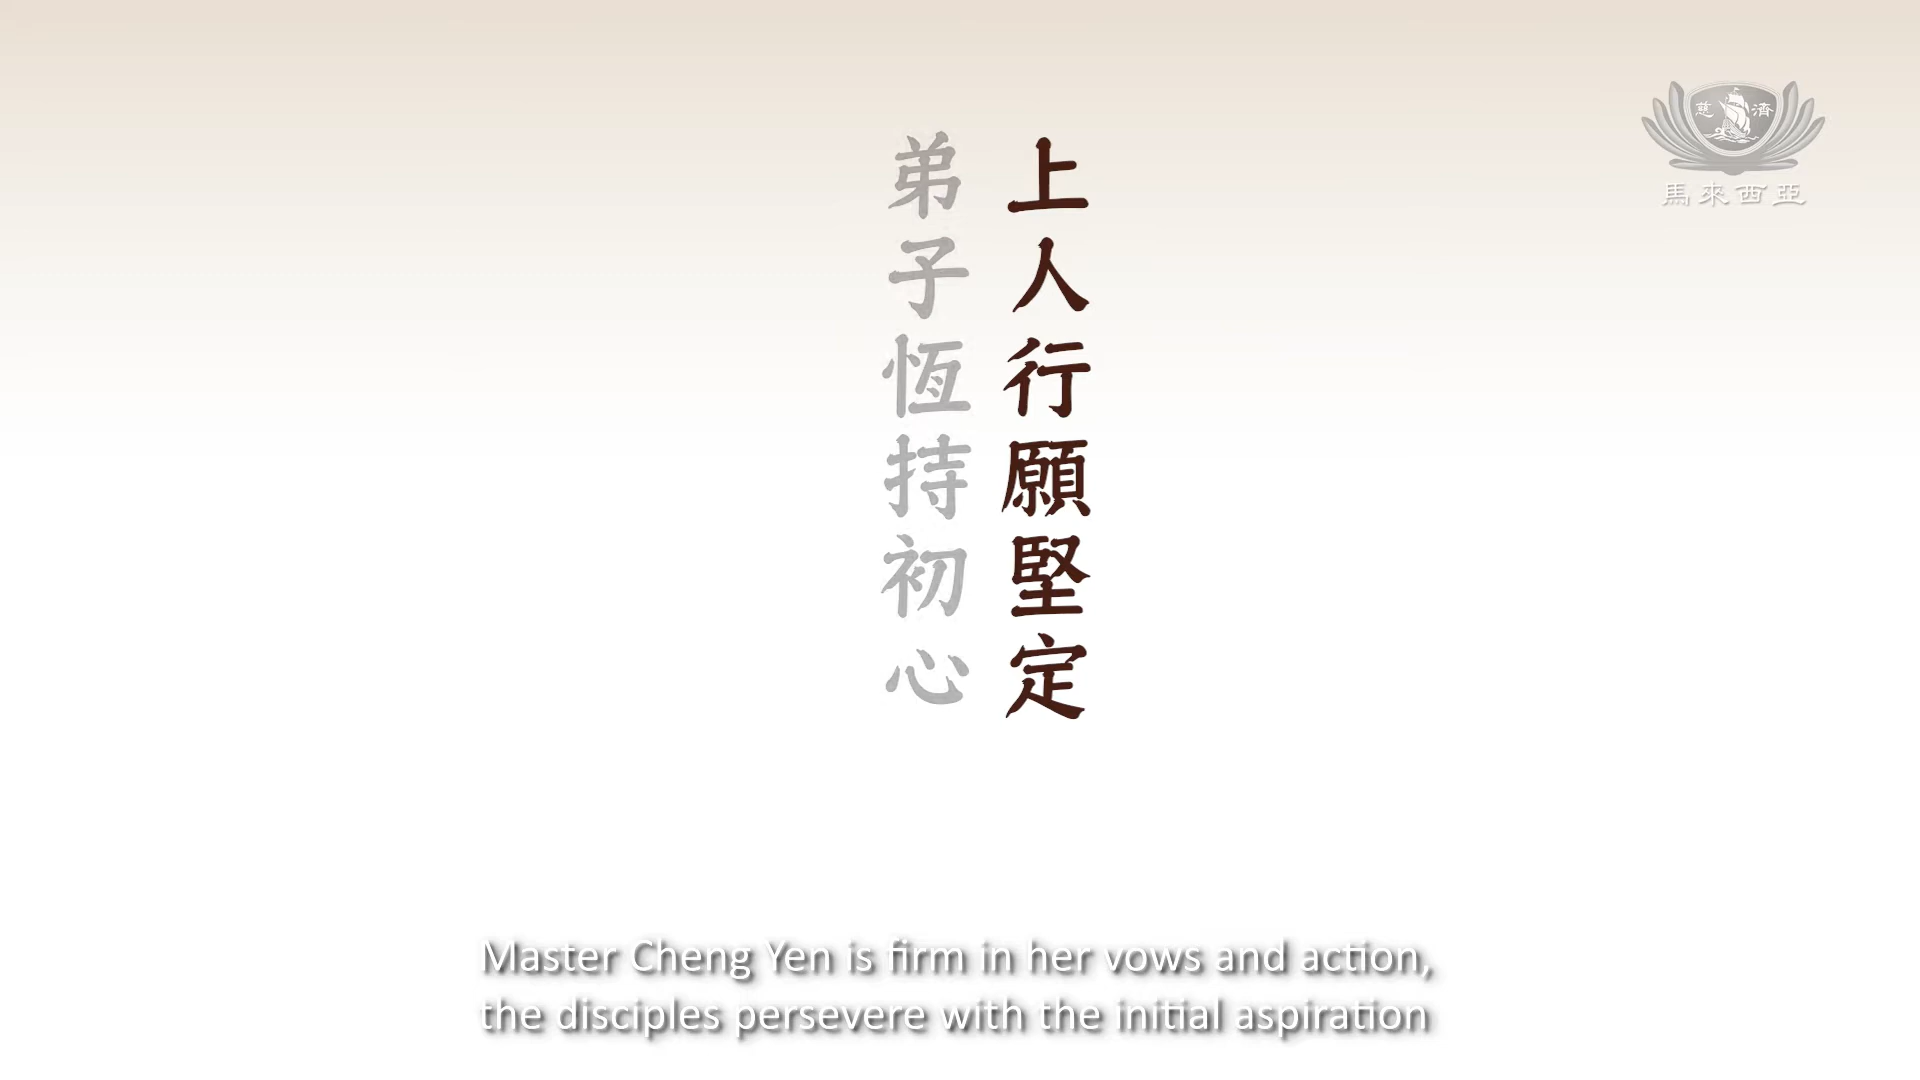 上人行願堅定
弟子恆持初心
慈濟
馬來西亞
Master Cheng Yen is firm in her vows and action,
the disciples persevere with the initial aspiration